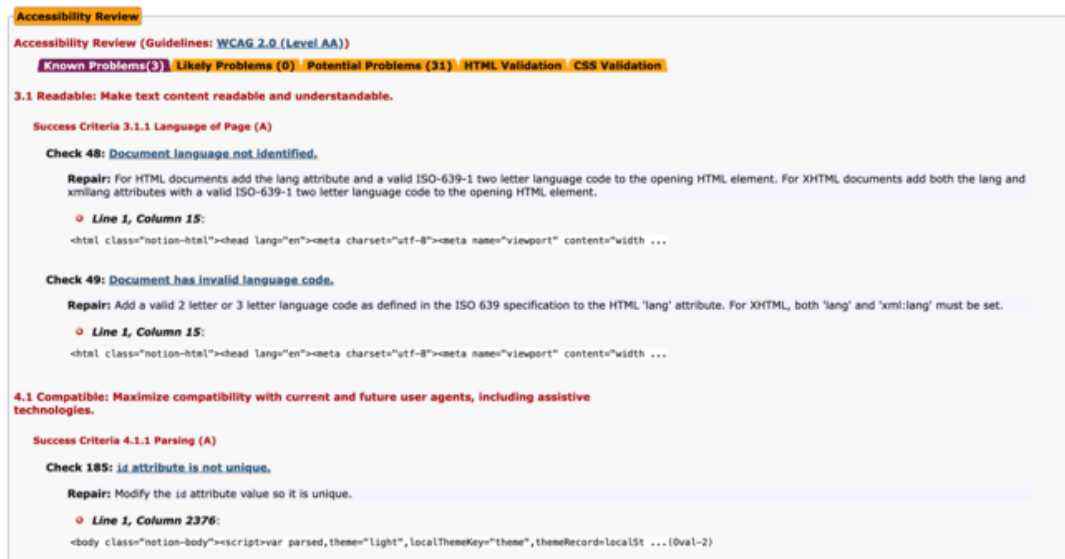 Accessibility Review
Accessibility Review (Guidelines: WCAG 2.0 (Level AA))
Known Problems(3) Likely Problems (0) Potential Problems (31) HTML Validation CSS Validation
3.1 Readable: Make text content readable and understandable.
Success Criteria 3.1.1 Language of Page (A)
Check 48: Document language not identified.
Repair: For HTML documents add the lang attribute and a valid ISO-639-1 two letter language code to the opening HTML element. For XHTML documents add both the lang and
xmllang attributes with a valid ISO-639-1 two letter language code to the opening HTML element.
Line 1, Column 15:
<html class="notion-html"><head lang="en"><meta charset="utf-8"><meta name="viewport" content="width ...
Check 49: Document has invalid language code.
Repair: Add a valid 2 letter or 3 letter language code as defined in the ISO 639 specification to the HTML 'lang' attribute. For XHTML, both 'lang' and 'xml:lang' must be set.
Line 1, Column 15:
<html class="notion-html"><head lang="en"><meta charset="utf-8"><meta name="viewport" content="width ...
4.1 Compatible: Maximize compatibility with current and future user agents, including assistive
technologies.
Success Criteria 4.1.1 Parsing (A)
Check 185: id attribute is not unique.
Repair: Modify the id attribute value so it is unique.
Line 1, Column 2376:
<body class="notion-body"><script>var parsed,theme="light",localThemeKey="theme",themeRecord=localSt ...(Oval-2)